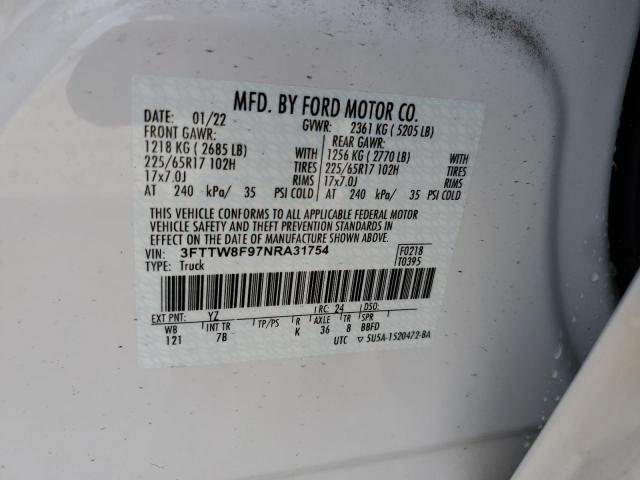 MFD. BY FORD MOTOR CO.
DATE: 01/22 GVWR: 2361 KG ( 5205 LB)
FRONT GAWR: REAR GAWR:
1218 KG ( 2685 LB) 1256 KG ( 2770 LB)
225/65R17 102H TIRES 225/65R17 102H TIRES
17x7.0J RIMS 17x7.0J RIMS
AT 240 kPa/ 35 PSI COLD AT 240 kPa/ 35 PSI COLD
THIS VEHICLE CONFORMS TO ALL APPLICABLE FEDERAL MOTOR
VEHICLE SAFETY AND BUMPER STANDARDS IN
EFFECT ON THE DATE OF MANUFACTURE SHOWN ABOVE.
VIN: 3FTTW8F97NRA31754 F0218
TYPE: Truck T0395
EXT PNT: YZ RC: 24 DSO:
WB INT TR TP/PS R AXLE TR SPR
121 7B K 36 8 BBFD
UTC ▽ 5U5A-1520472-BA